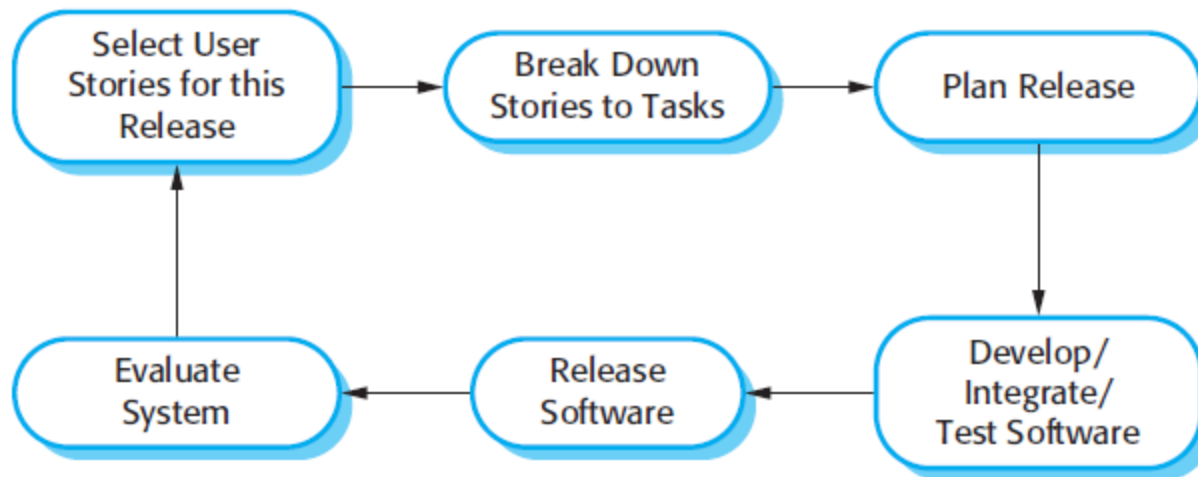 Select User
Stories for this
Release
Break Down
Stories to Tasks
Plan Release
Develop/
Integrate/
Test Software
Release
Software
Evaluate
System